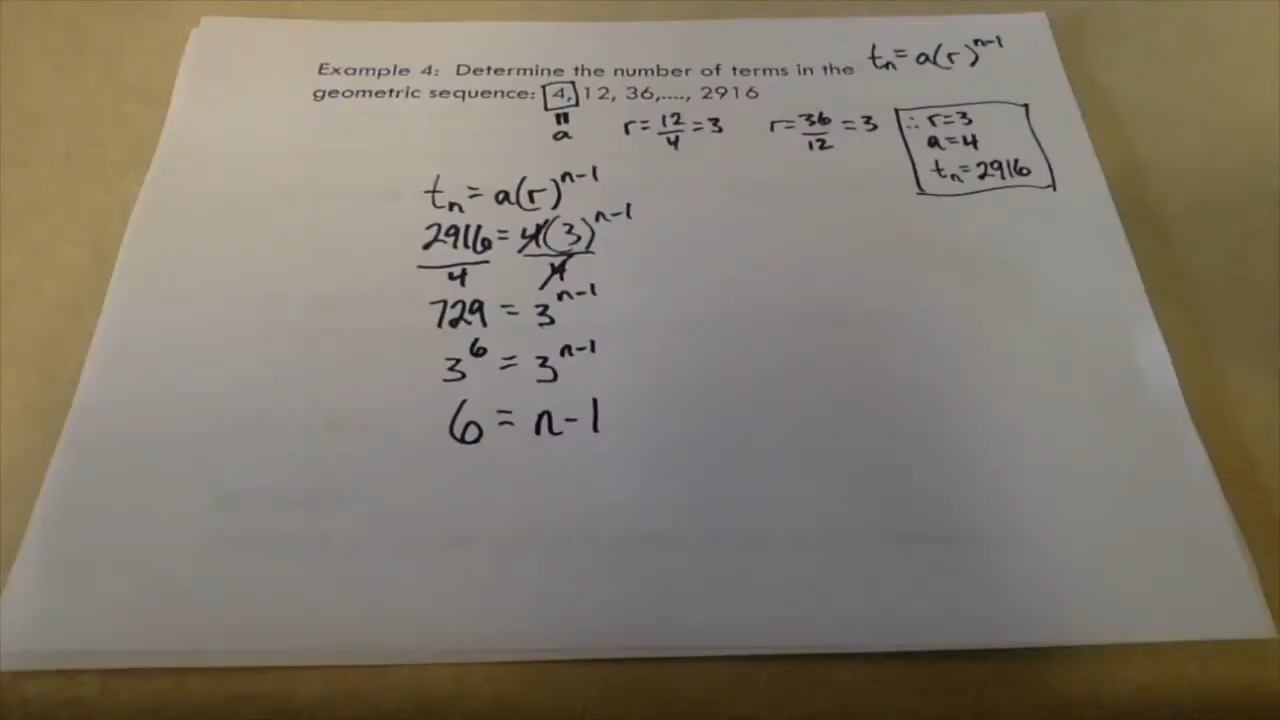 Example 4: Determine the number of terms in the tn = a(r)^n-1
geometric sequence: 4, 12, 36,...., 2916
= a r = 12/4 = 3 r = 36/12 = 3
∴ r = 3
a = 4
tn = 2916
tn = a(r)^n-1
2916/4 = 4(3)^n-1/4
729 = 3^n-1
3^6 = 3^n-1
6 = n-1